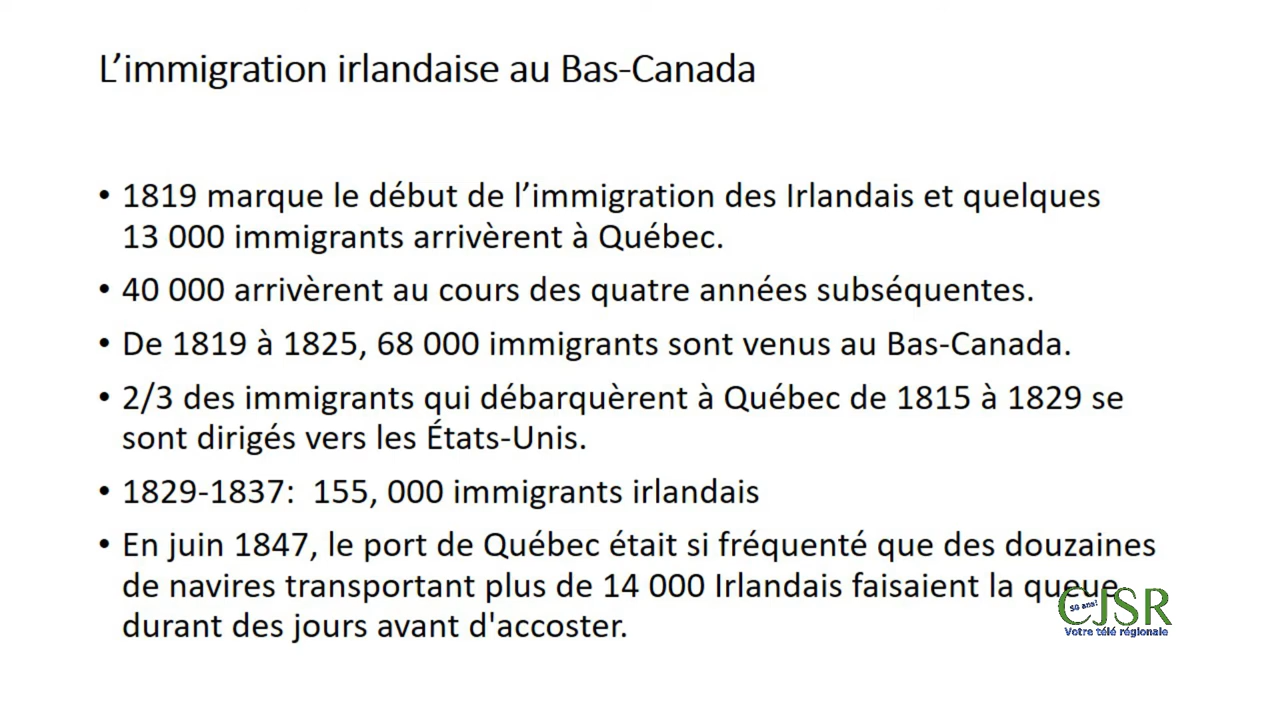 L’immigration irlandaise au Bas-Canada
• 1819 marque le début de l’immigration des Irlandais et quelques
13 000 immigrants arrivèrent à Québec.
• 40 000 arrivèrent au cours des quatre années subséquentes.
• De 1819 à 1825, 68 000 immigrants sont venus au Bas-Canada.
• 2/3 des immigrants qui débarquèrent à Québec de 1815 à 1829 se
sont dirigés vers les États-Unis.
• 1829-1837:  155, 000 immigrants irlandais
• En juin 1847, le port de Québec était si fréquenté que des douzaines
de navires transportant plus de 14 000 Irlandais faisaient la queue
durant des jours avant d'accoster.
50 ans!
CJSR
Votre télé régionale